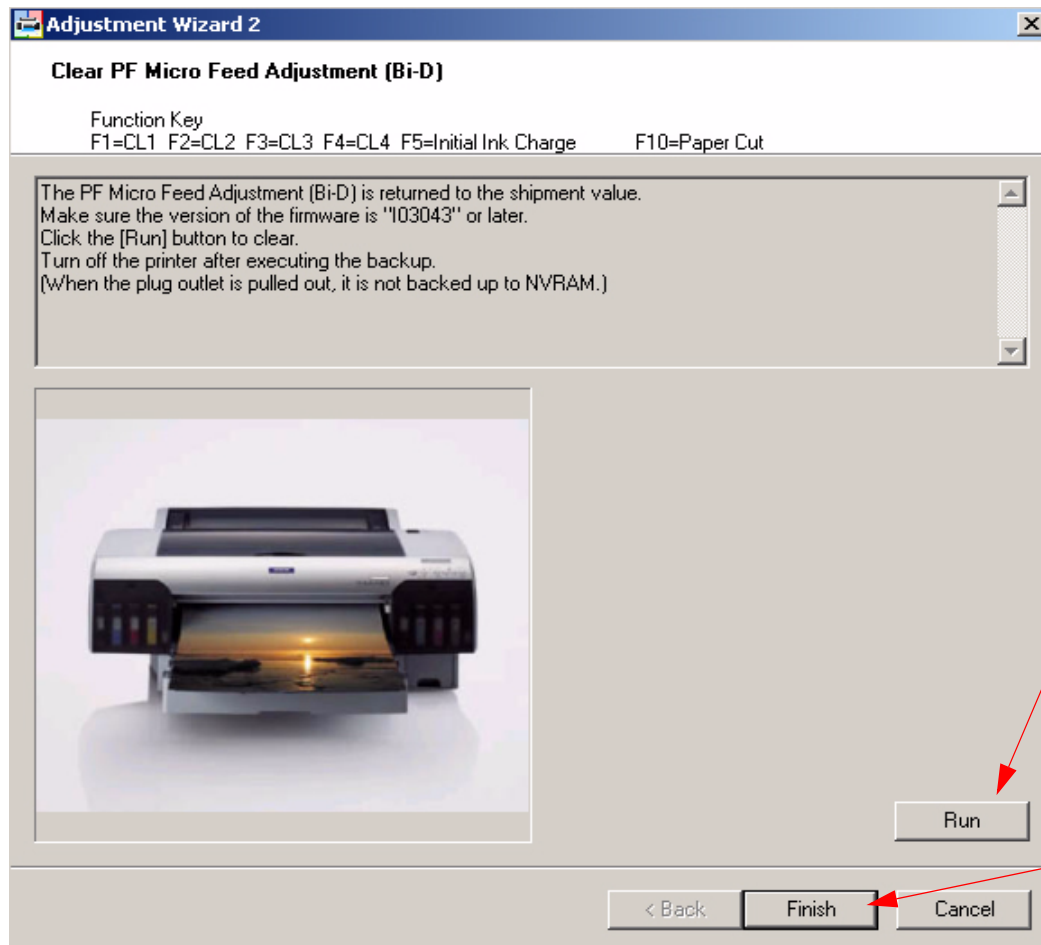 Adjustment Wizard 2
Clear PF Micro Feed Adjustment (Bi-D)
Function Key
F1=CL1 F2=CL2 F3=CL3 F4=CL4 F5=Initial Ink Charge F10=Paper Cut
The PF Micro Feed Adjustment (Bi-D) is returned to the shipment value.
Make sure the version of the firmware is "I03043" or later.
Click the [Run] button to clear.
Turn off the printer after executing the backup.
(When the plug outlet is pulled out, it is not backed up to NVRAM.)
Run
< Back Finish Cancel